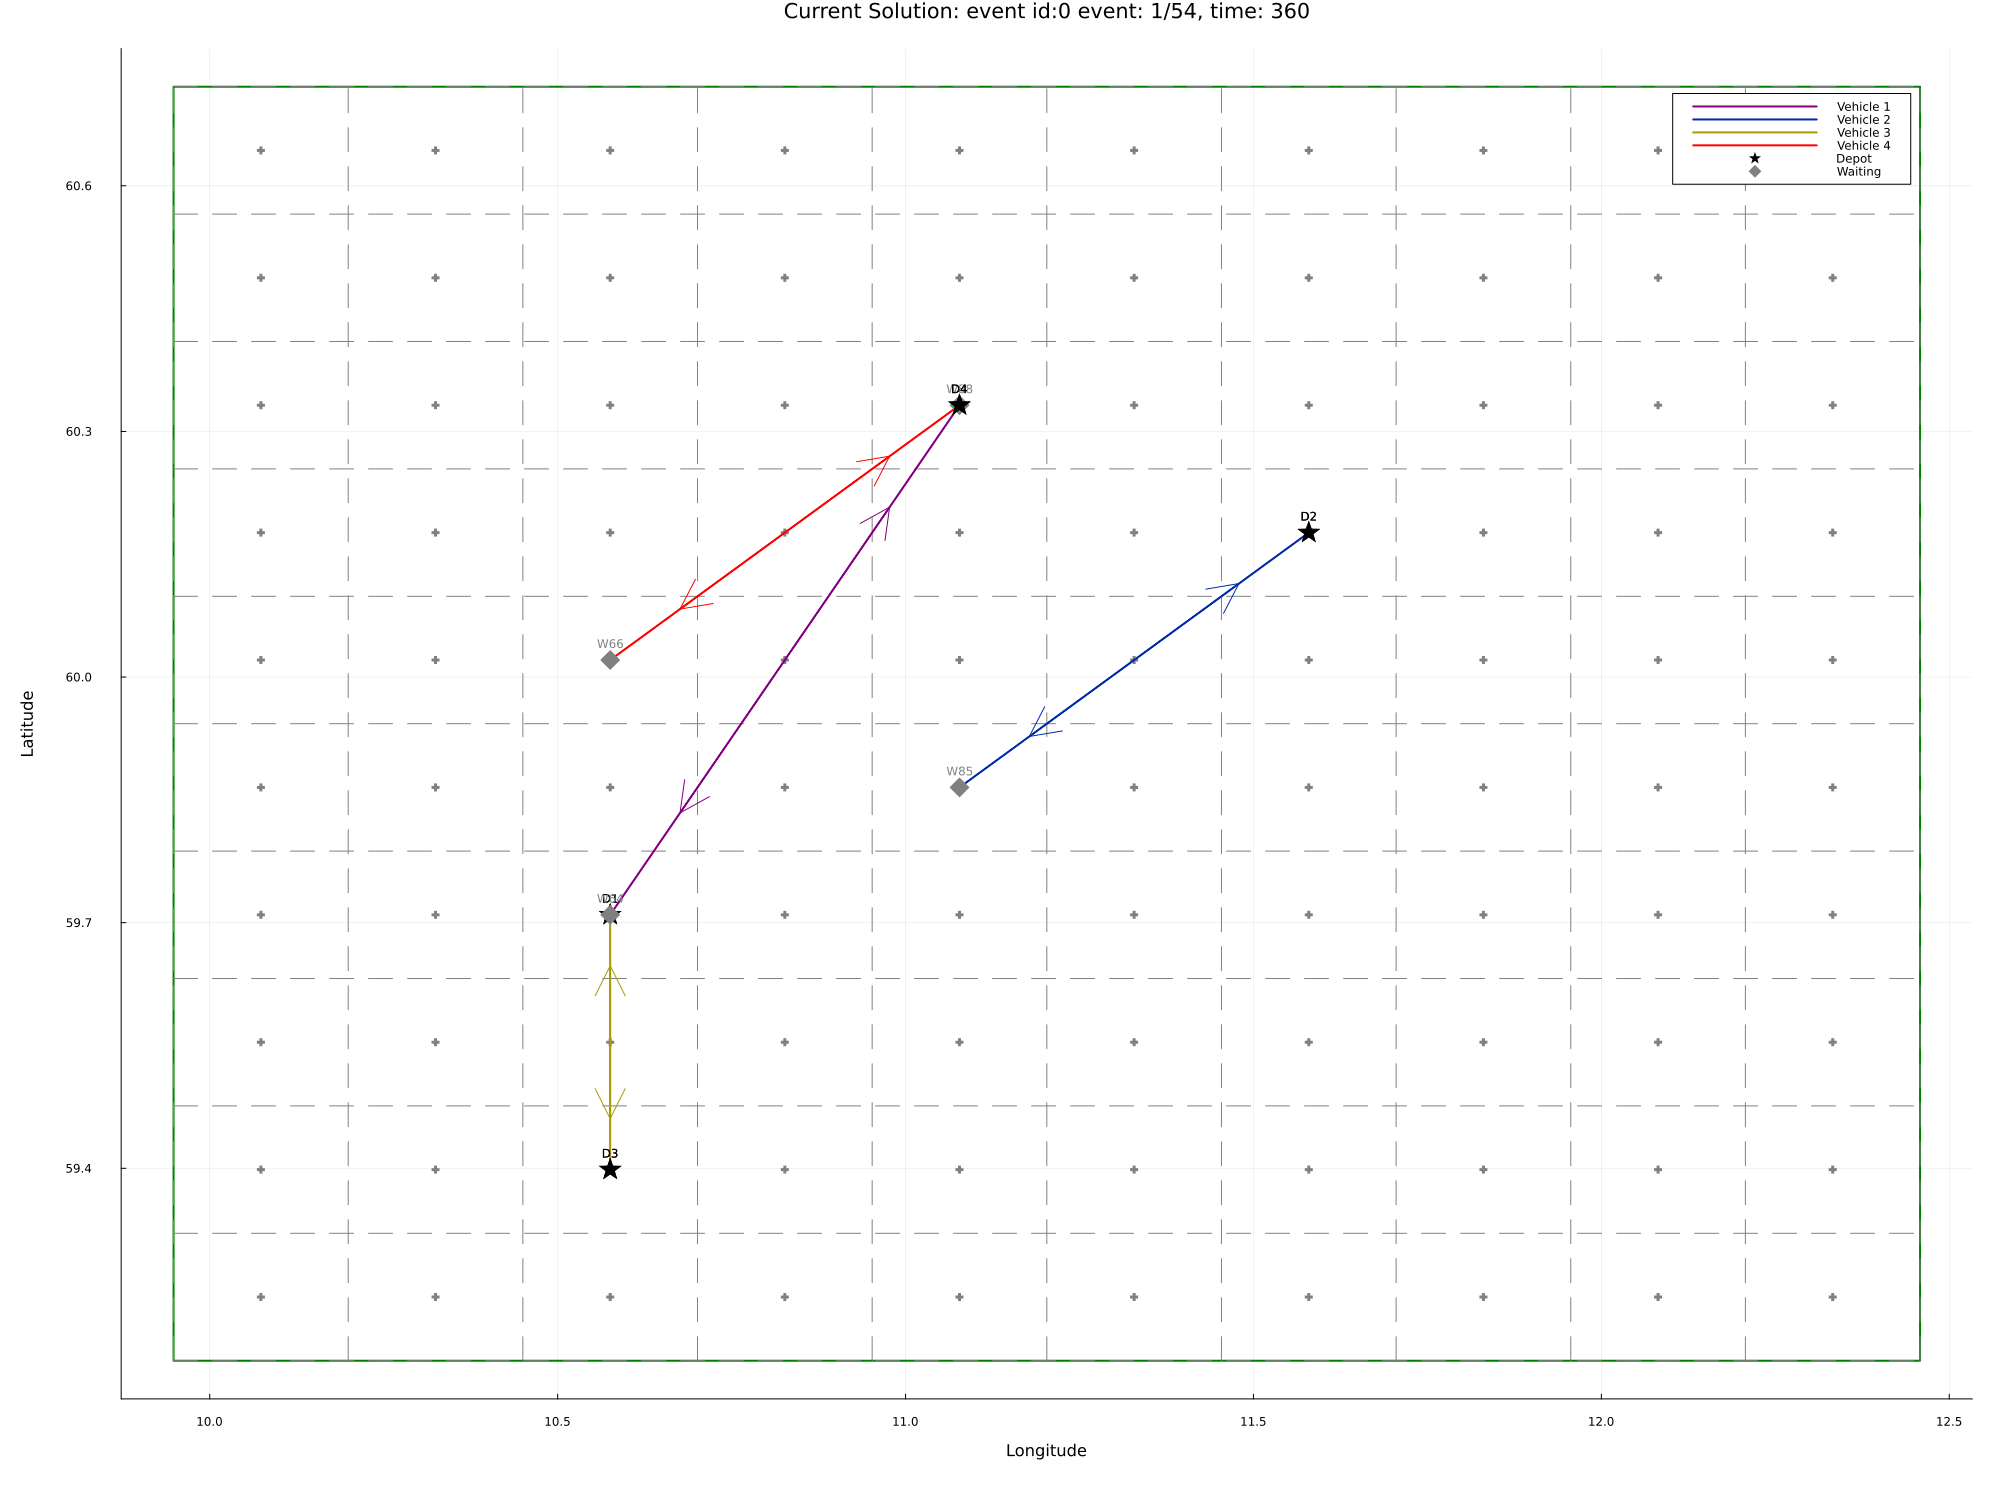 Current Solution: event id:0 event: 1/54, time: 360
Vehicle 1
Vehicle 2
Vehicle 3
Vehicle 4
Depot
Waiting
60.6
D4
60.3
D2
W66
60.0
Latitude
W85
D1
59.7
D3
59.4
10.0 10.5 11.0 11.5 12.0 12.5
Longitude